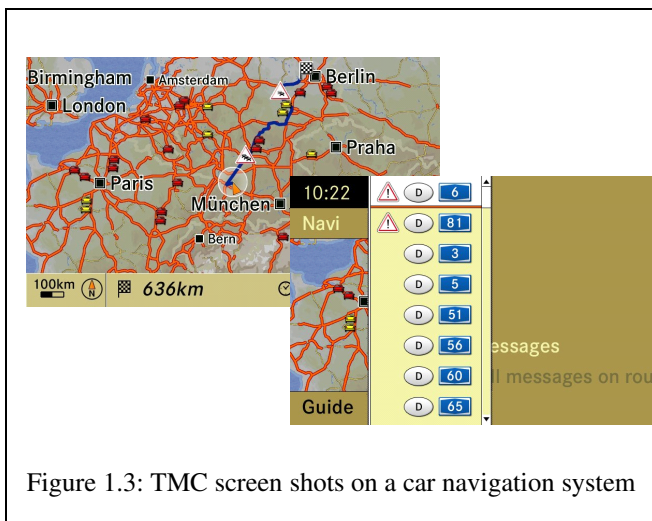 Birmingham
London
Amsterdam
Berlin
Praha
Paris
München
Bern
100km N 636km
10:22
Navi
Guide
D 6
D 81
D 3
D 5
D 51
D 56
D 60
D 65
essages
ll messages on rou
Figure 1.3: TMC screen shots on a car navigation system